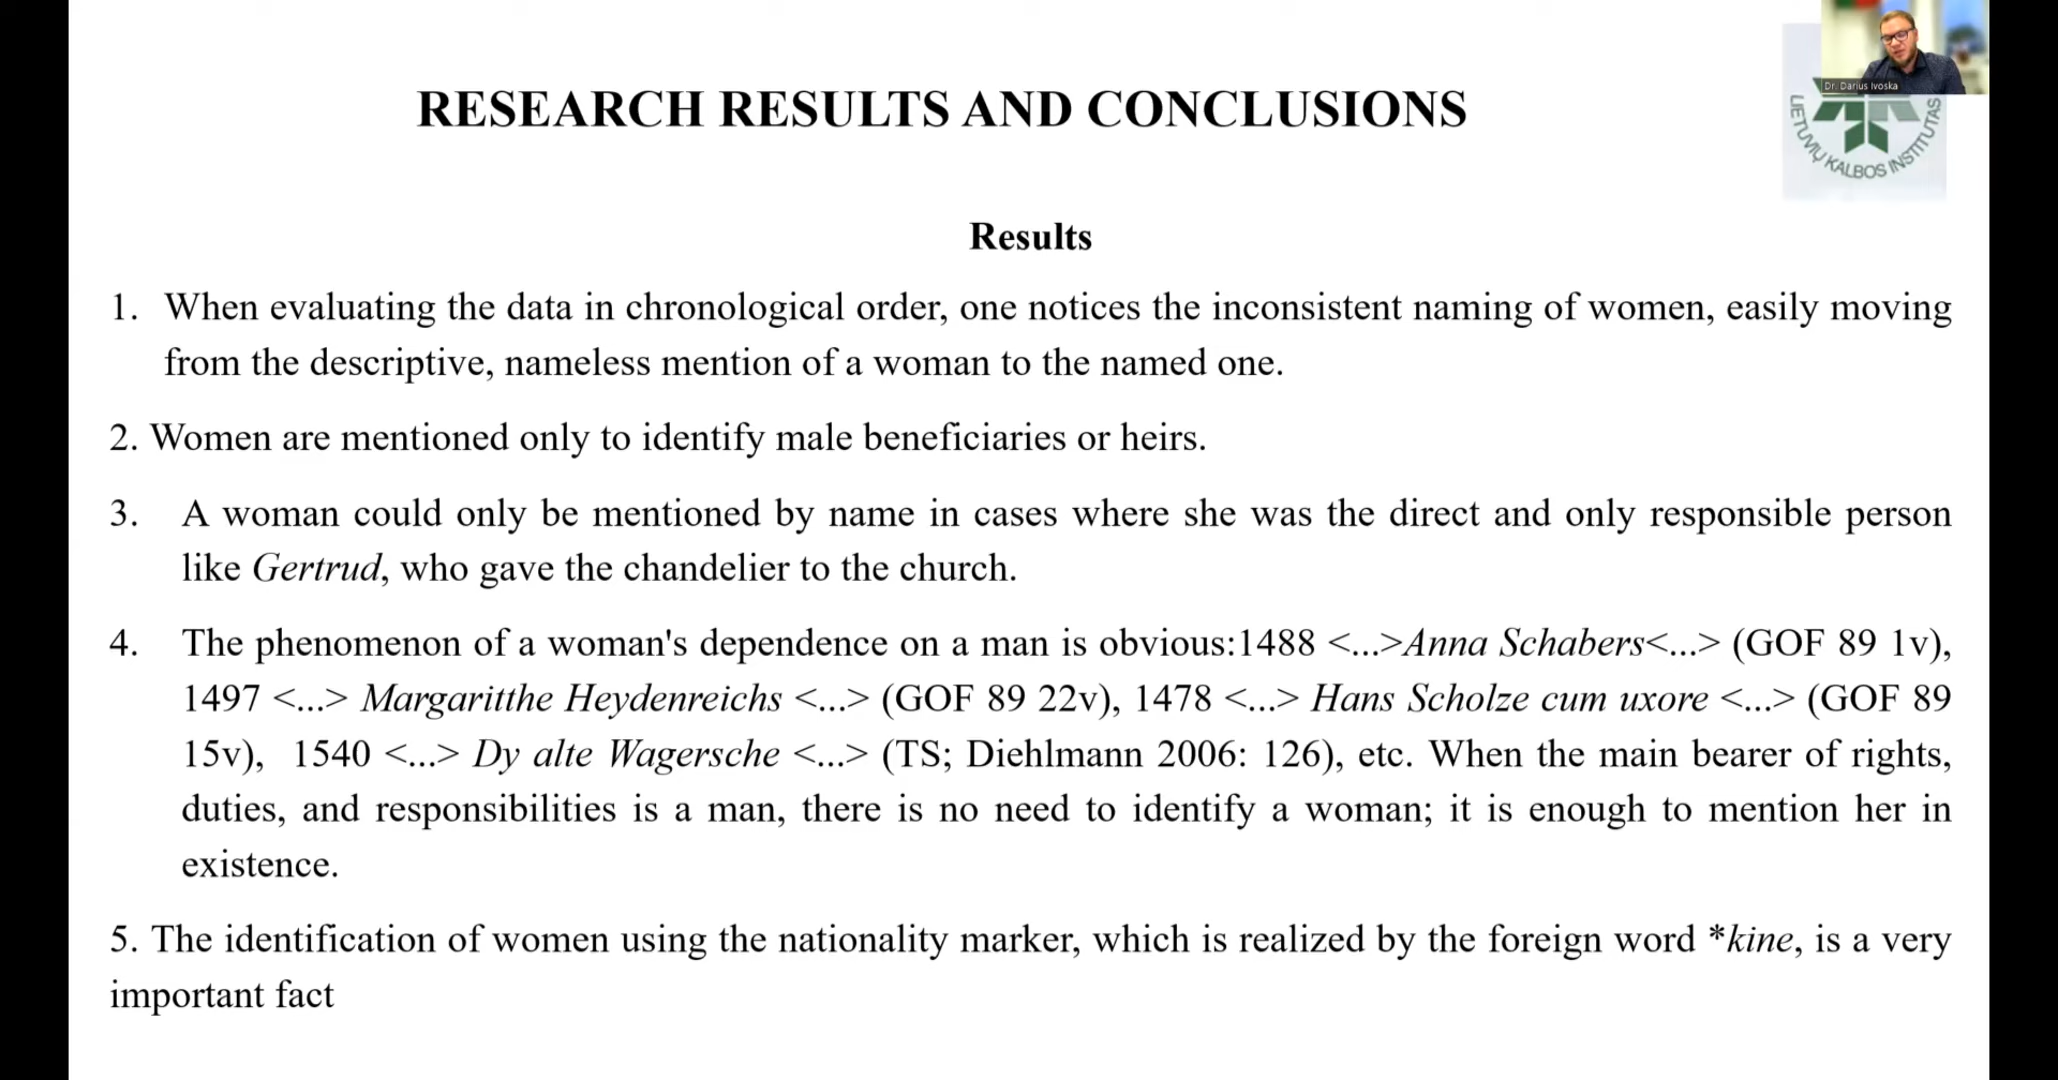 Dr. Darius Ivoska
LIETUVIŲ KALBOS INSTITUTAS
RESEARCH RESULTS AND CONCLUSIONS
Results
1. When evaluating the data in chronological order, one notices the inconsistent naming of women, easily moving
from the descriptive, nameless mention of a woman to the named one.
2. Women are mentioned only to identify male beneficiaries or heirs.
3. A woman could only be mentioned by name in cases where she was the direct and only responsible person
like Gertrud, who gave the chandelier to the church.
4. The phenomenon of a woman's dependence on a man is obvious:1488 <...>Anna Schabers<...> (GOF 89 1v),
1497 <...> Margaritthe Heydenreichs <...> (GOF 89 22v), 1478 <...> Hans Scholze cum uxore <...> (GOF 89
15v), 1540 <...> Dy alte Wagersche <...> (TS; Diehlmann 2006: 126), etc. When the main bearer of rights,
duties, and responsibilities is a man, there is no need to identify a woman; it is enough to mention her in
existence.
5. The identification of women using the nationality marker, which is realized by the foreign word *kine, is a very
important fact